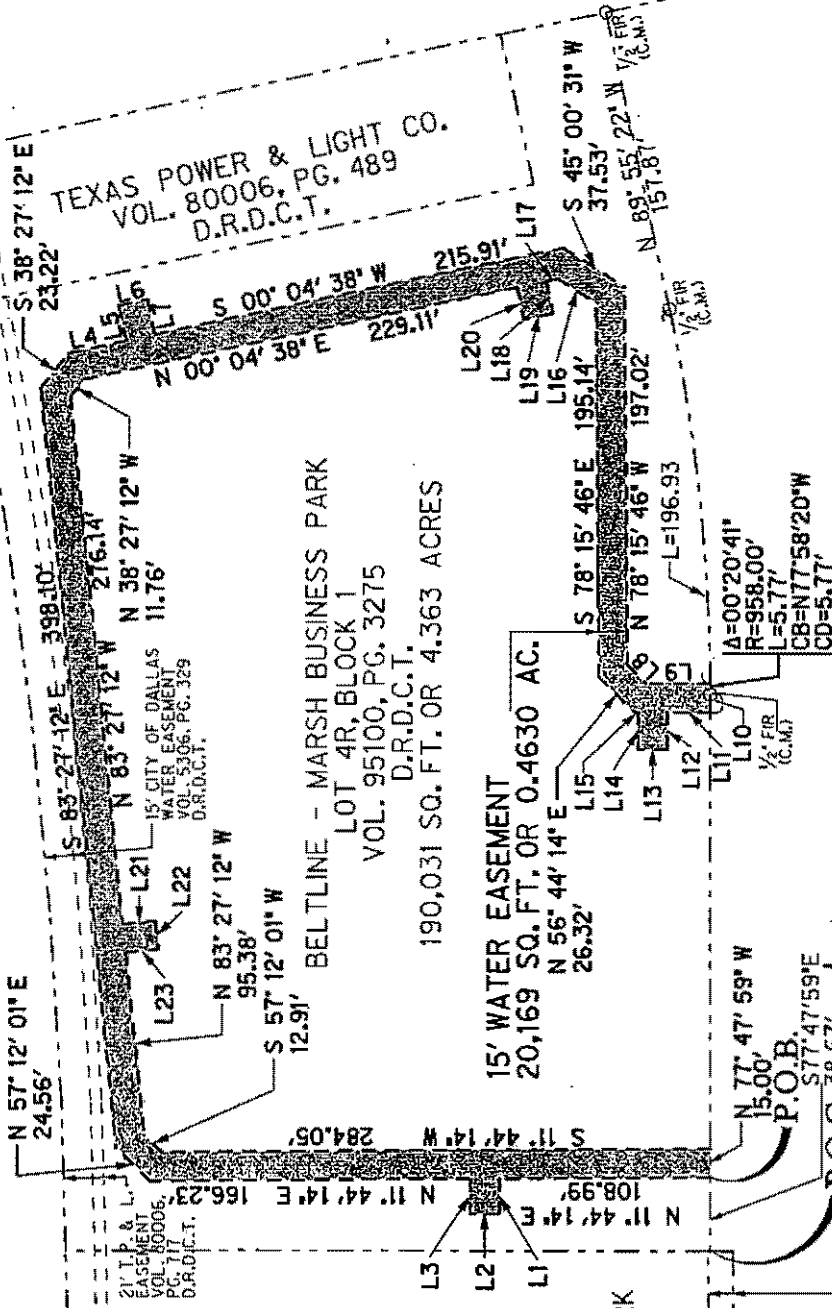 N 57° 12' 01" E
24.56'
21' T.P. & L.
EASEMENT
VOL. 80006,
PG. 717
D.R.D.C.T.
S 83° 27' 12" E 398.10'
N 83° 27' 12" W
276.14'
15' CITY OF DALLAS
WATER EASEMENT
VOL. 5306, PG. 329
D.R.D.C.T.
S 38° 27' 12" E
23.22'
N 38° 27' 12" W
11.76'
TEXAS POWER & LIGHT CO.
VOL. 80006, PG. 489
D.R.D.C.T.
L4
L5
L6
L7
S 00° 04' 38" W 215.91'
N 00° 04' 38" E 229.11'
L21
L22
L23
N 83° 27' 12" W
95.38'
S 57° 12' 01" W
12.91'
BELTLINE - MARSH BUSINESS PARK
LOT 4R, BLOCK 1
VOL. 95100, PG. 3275
D.R.D.C.T.
190,031 SQ. FT. OR 4.363 ACRES
15' WATER EASEMENT
20,169 SQ. FT. OR 0.4630 AC.
N 56° 44' 14" E
26.32'
N 11° 44' 14" E 166.23'
S 11° 44' 14" W 284.05'
N 11° 44' 14" E
108.99'
L3
L2
L1
L20
L18
L19
L16
L17
S 45° 00' 31" W
37.53'
N 89° 55' 22" W
157.87'
1/2" FIR
(C.M.)
1/2" FIR
(C.M.)
S 78° 15' 46" E 195.14'
N 78° 15' 46" W 197.02'
L=196.93
L8
L9
L15
L14
L13
L12
L11
L10
1/2" FIR
(C.M.)
Δ=00°20'41"
R=958.00'
L=5.77'
CB=N77°58'20"W
CD=5.77'
N 77° 47' 59" W
15.00'
P.O.B.
S77°47'59"E
38.67'